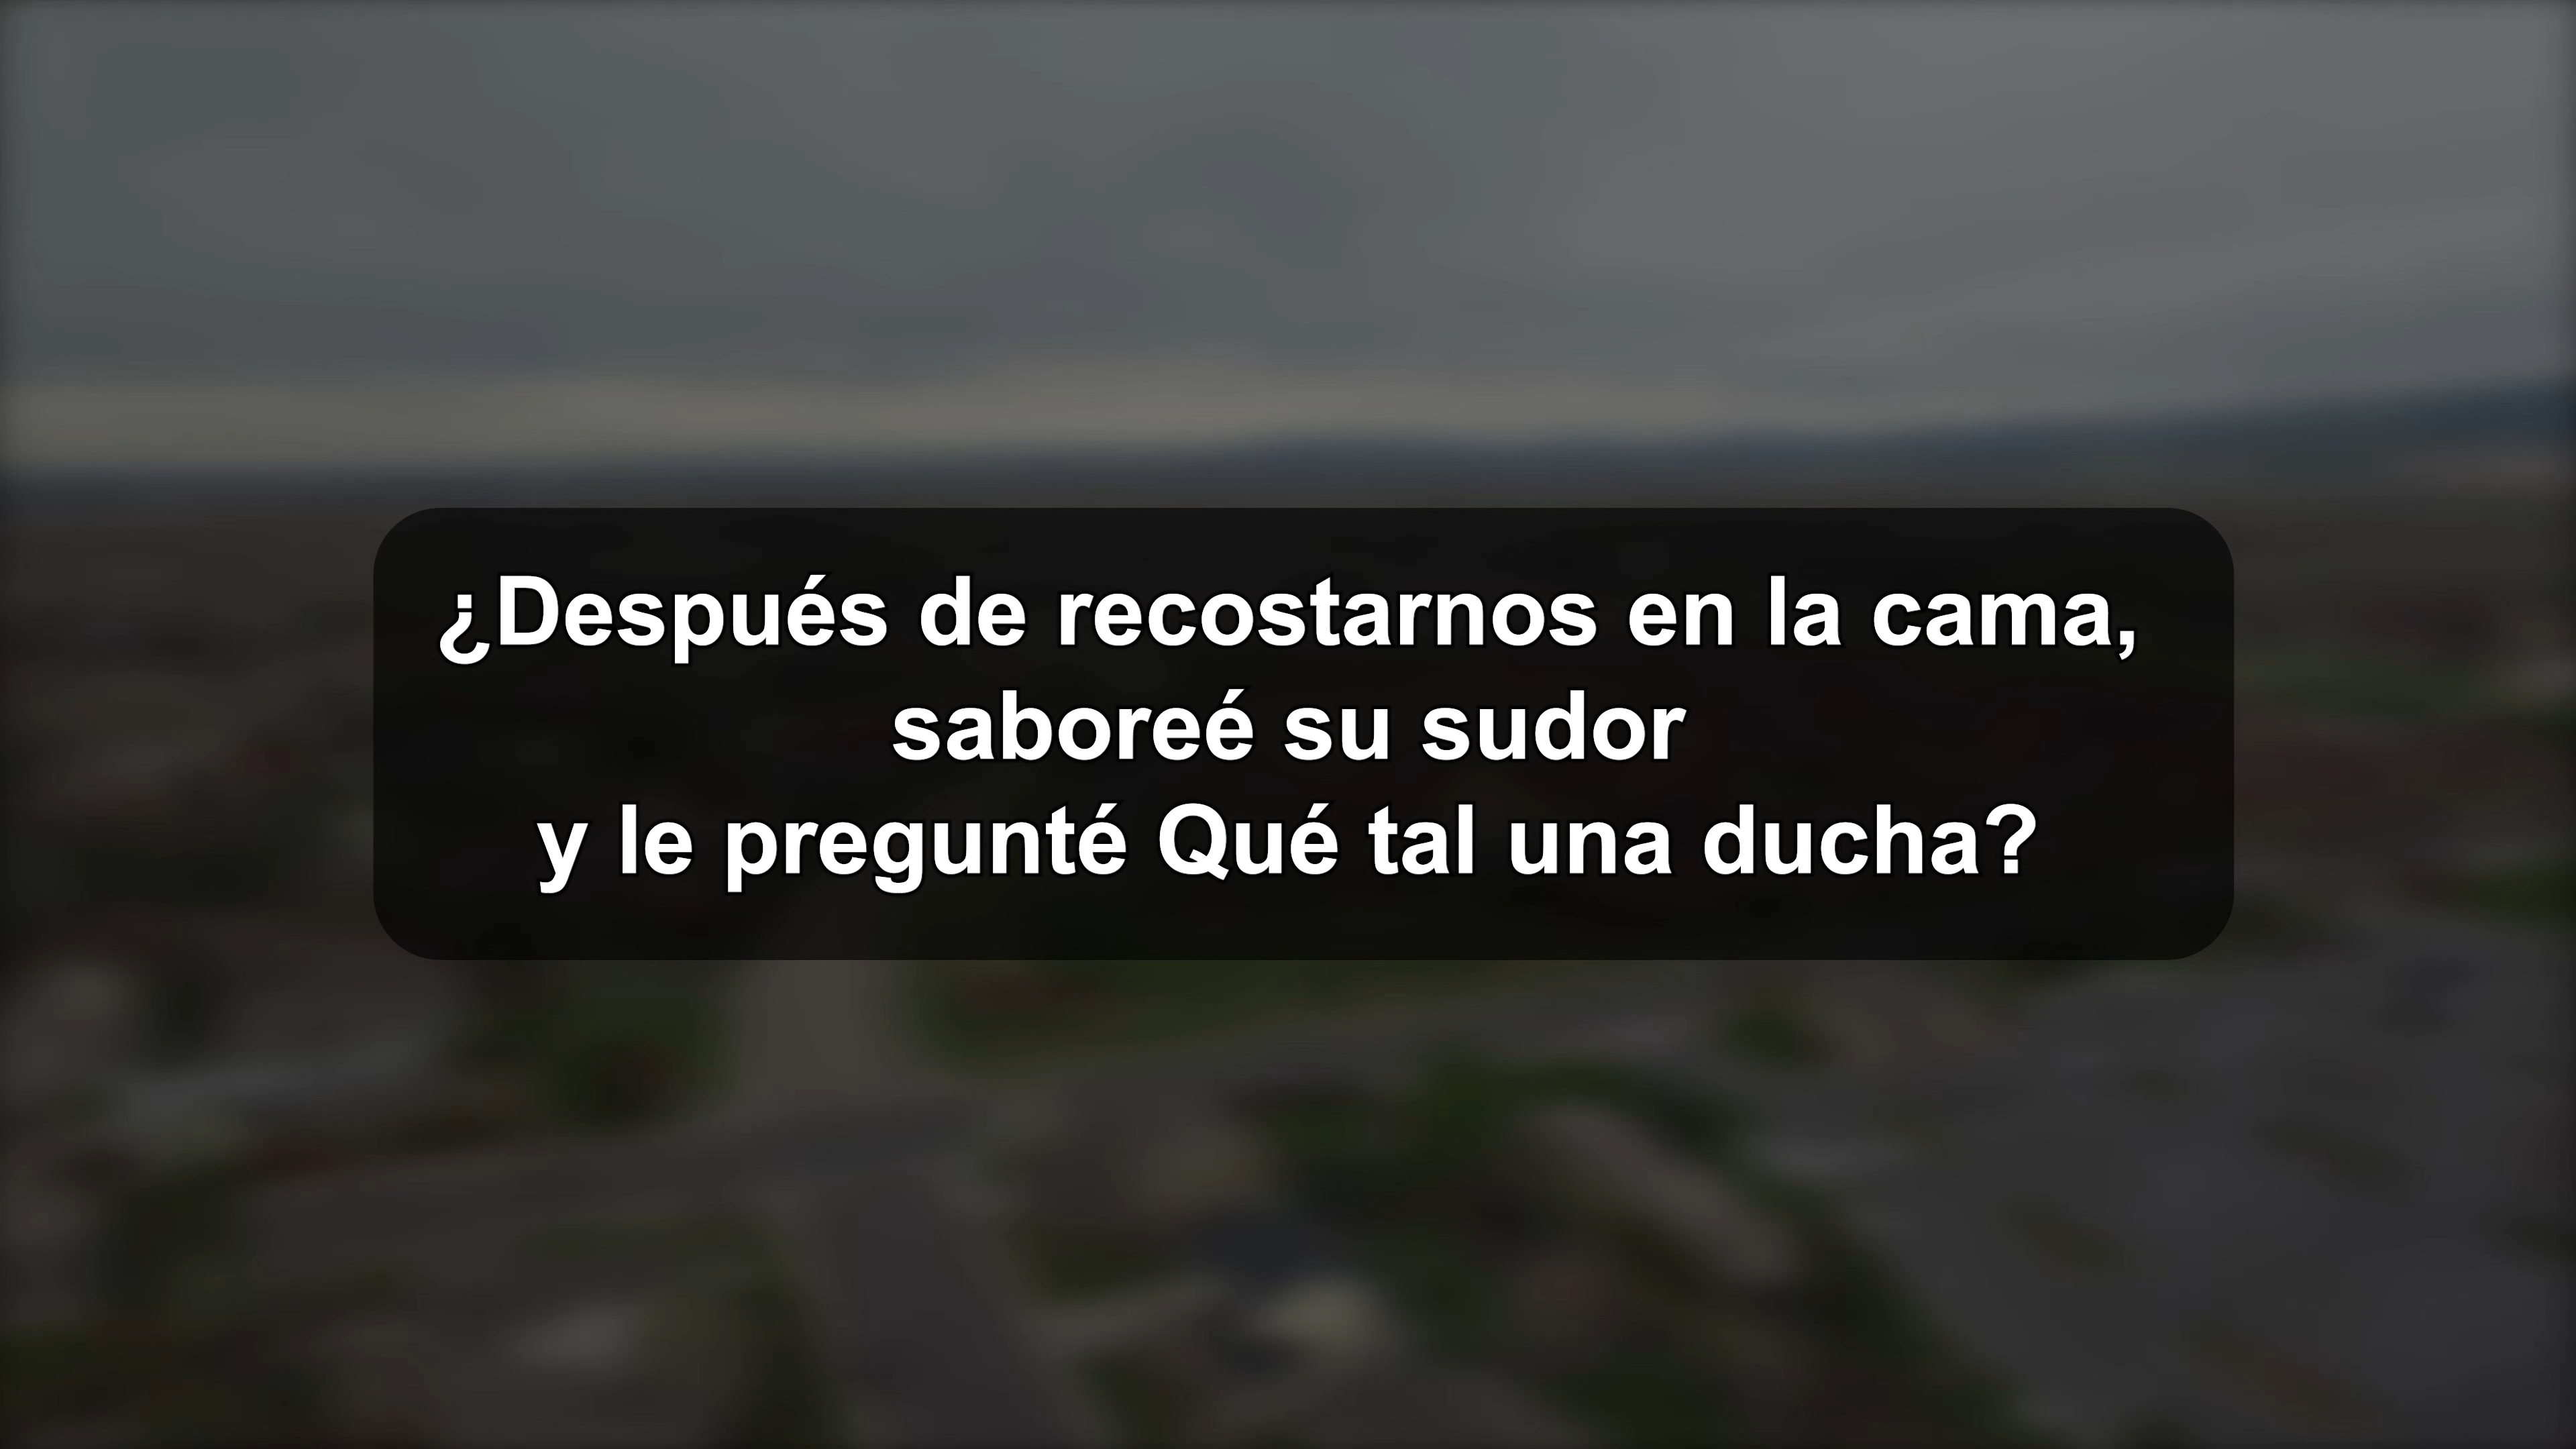 ¿Después de recostarnos en la cama,
saboreé su sudor
y le pregunté Qué tal una ducha?